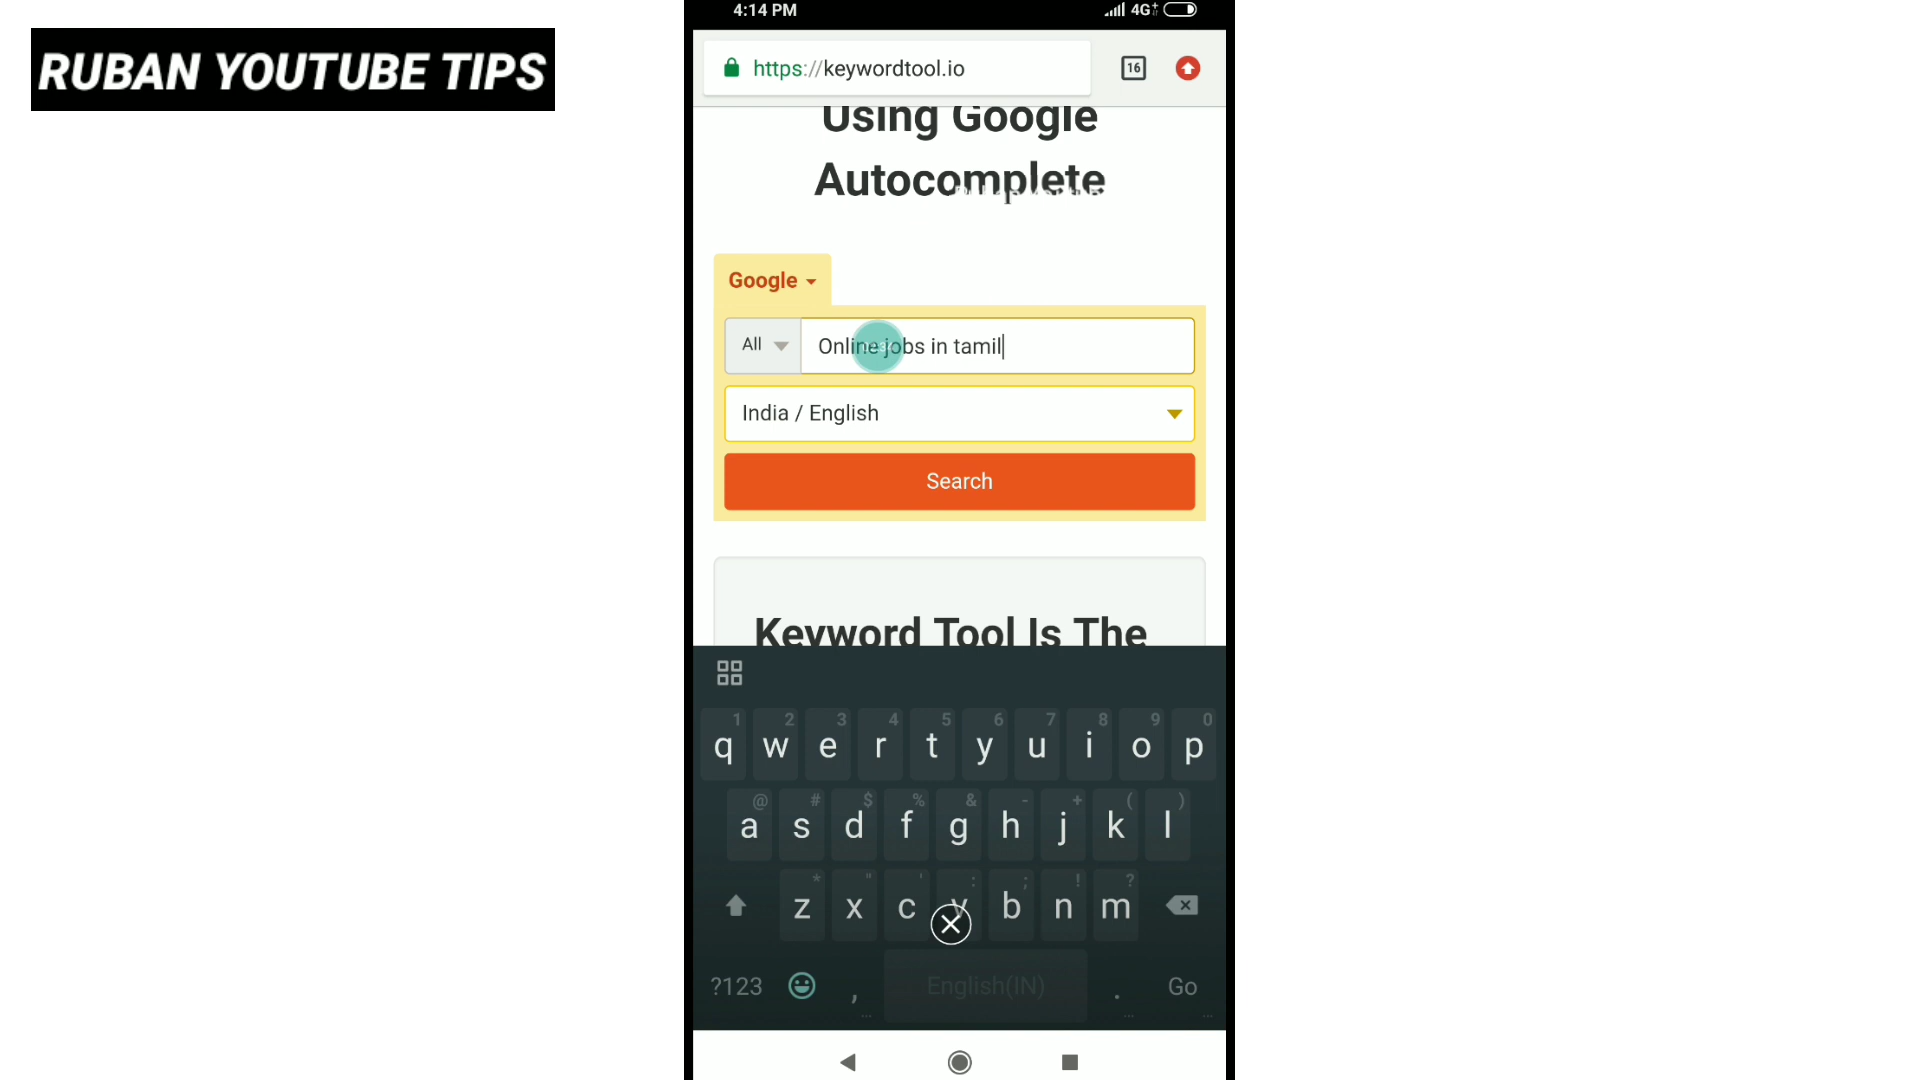 RUBAN YOUTUBE TIPS
4:14 PM
4G+
https://keywordtool.io
16
Using Google
Autocomplete
Google
All
Online jobs in tamil
India / English
Search
Keyword Tool Is The
1 2 3 4 5 6 7 8 9 0
q w e r t y u i o p
@ # $ % & - + ( )
a s d f g h j k l
* " ' : ; ! ?
z x c v b n m
?123 , English(IN) . Go